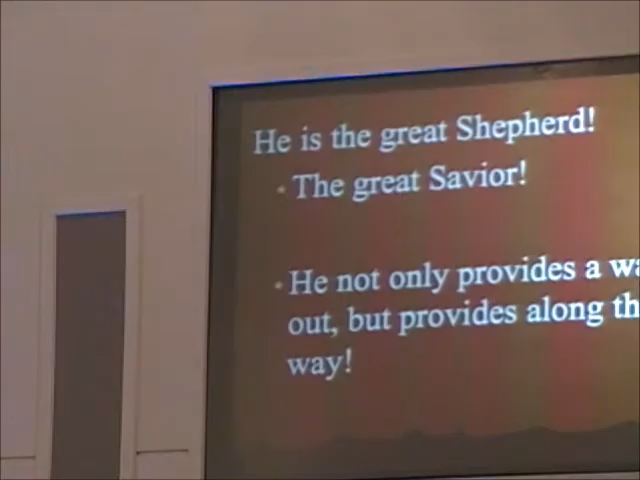 He is the great Shepherd!
• The great Savior!
• He not only provides a
out, but provides along
way!